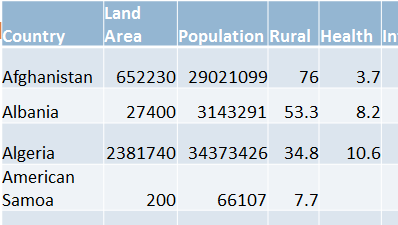 Country Land Area Population Rural Health Int
Afghanistan 652230 29021099 76 3.7
Albania 27400 3143291 53.3 8.2
Algeria 2381740 34373426 34.8 10.6
American Samoa 200 66107 7.7